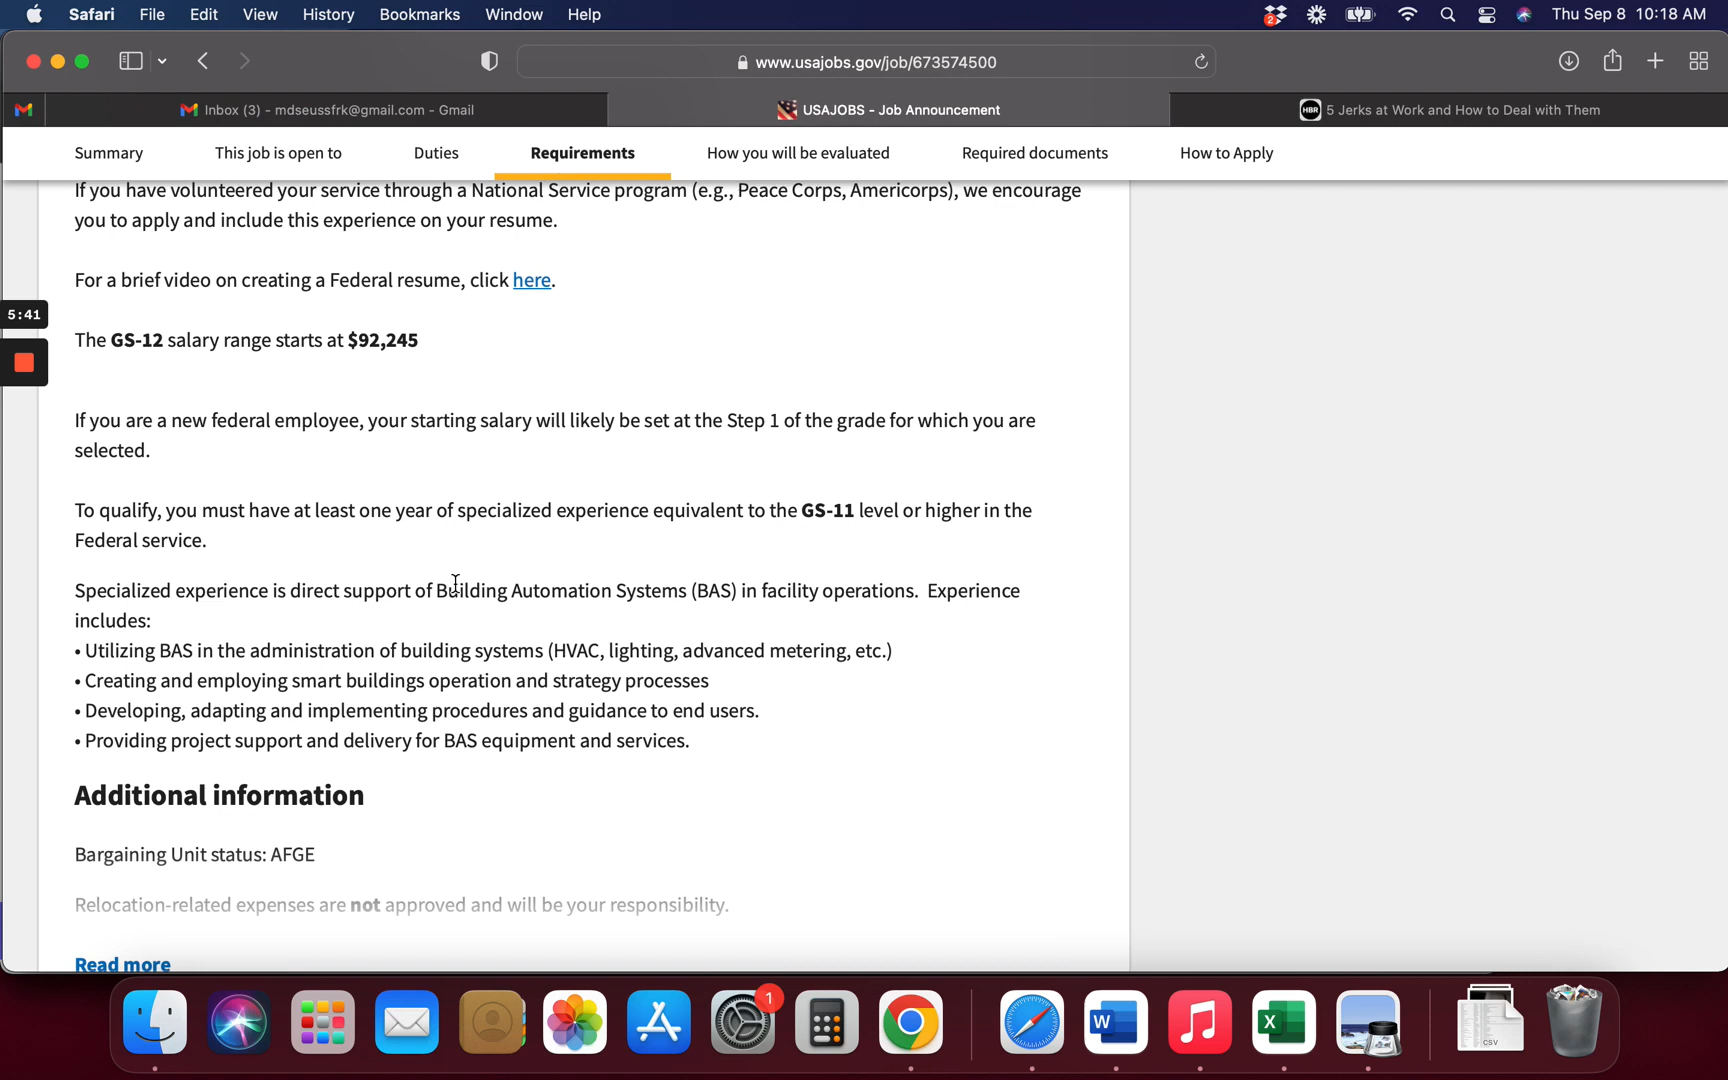 Safari File Edit View History Bookmarks Window Help 2 Thu Sep 8 10:18 AM
www.usajobs.gov/job/673574500
Inbox (3) - mdseussfrk@gmail.com - Gmail USAJOBS - Job Announcement HBR 5 Jerks at Work and How to Deal with Them
Summary This job is open to Duties Requirements How you will be evaluated Required documents How to Apply
If you have volunteered your service through a National Service program (e.g., Peace Corps, Americorps), we encourage
you to apply and include this experience on your resume.
For a brief video on creating a Federal resume, click here.
5:41
The GS-12 salary range starts at $92,245
If you are a new federal employee, your starting salary will likely be set at the Step 1 of the grade for which you are
selected.
To qualify, you must have at least one year of specialized experience equivalent to the GS-11 level or higher in the
Federal service.
Specialized experience is direct support of Building Automation Systems (BAS) in facility operations. Experience
includes:
• Utilizing BAS in the administration of building systems (HVAC, lighting, advanced metering, etc.)
• Creating and employing smart buildings operation and strategy processes
• Developing, adapting and implementing procedures and guidance to end users.
• Providing project support and delivery for BAS equipment and services.
Additional information
Bargaining Unit status: AFGE
Relocation-related expenses are not approved and will be your responsibility.
Read more
1
W X CSV